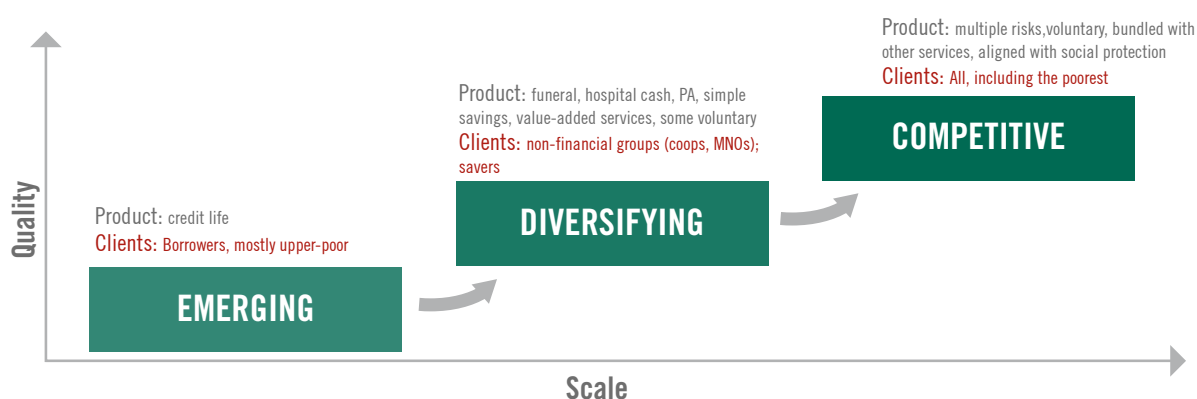 Product: multiple risks,voluntary, bundled with
other services, aligned with social protection
Clients: All, including the poorest
COMPETITIVE
Product: funeral, hospital cash, PA, simple
savings, value-added services, some voluntary
Clients: non-financial groups (coops, MNOs);
savers
DIVERSIFYING
Product: credit life
Clients: Borrowers, mostly upper-poor
EMERGING
Quality
Scale